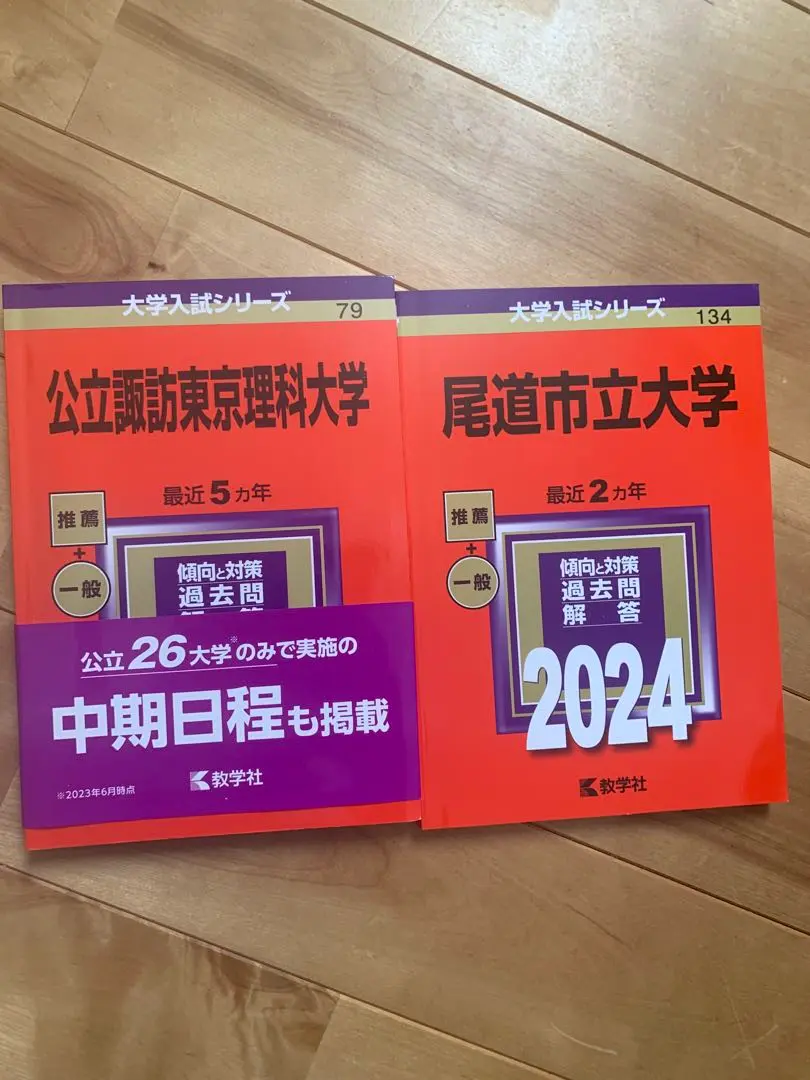 大学入試シリーズ
79
公立諏訪東京理科大学
最近5カ年
推薦
+
一般
傾向と対策
過去問
公立26大学※のみで実施の
中期日程も掲載
教学社
※2023年6月時点
大学入試シリーズ
134
尾道市立大学
最近2カ年
推薦
+
一般
傾向と対策
過去問
解答
2024
教学社